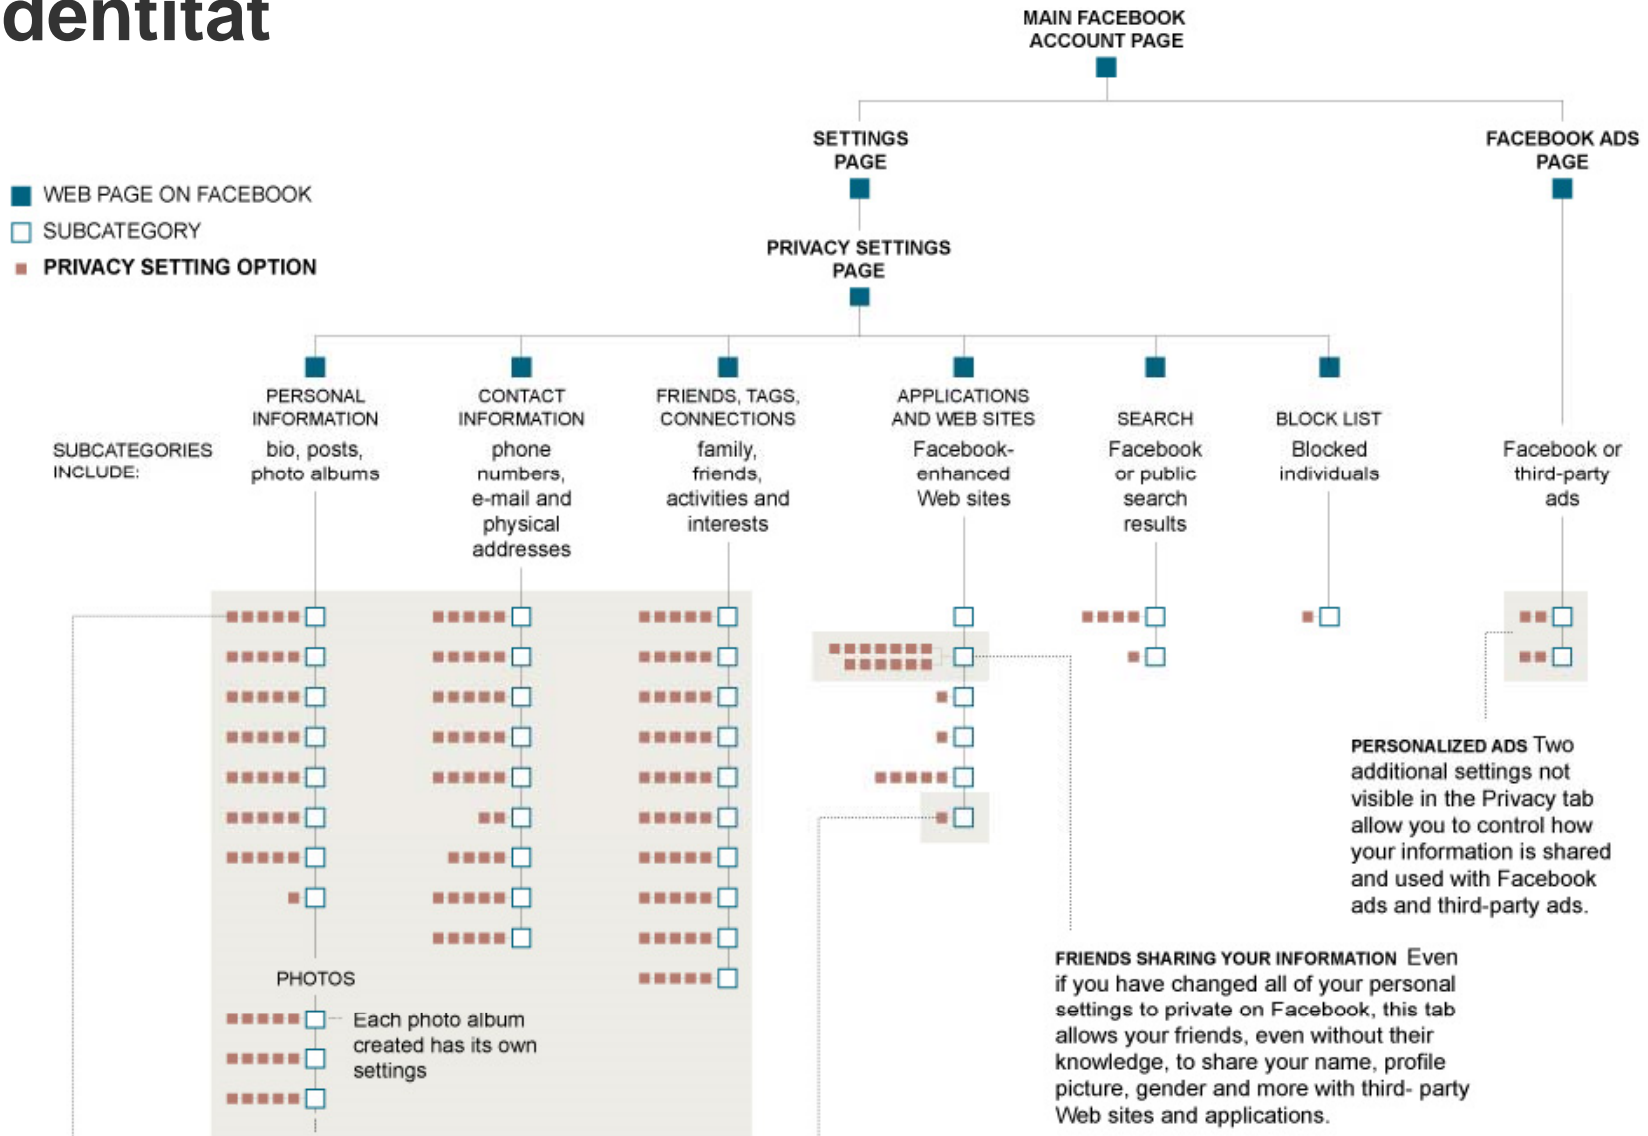 dentität
MAIN FACEBOOK
ACCOUNT PAGE
SETTINGS
PAGE
FACEBOOK ADS
PAGE
WEB PAGE ON FACEBOOK
SUBCATEGORY
PRIVACY SETTING OPTION
PRIVACY SETTINGS
PAGE
PERSONAL
INFORMATION
CONTACT
INFORMATION
FRIENDS, TAGS,
CONNECTIONS
APPLICATIONS
AND WEB SITES
SEARCH
BLOCK LIST
SUBCATEGORIES
INCLUDE:
bio, posts,
photo albums
phone
numbers,
e-mail and
physical
addresses
family,
friends,
activities and
interests
Facebook-
enhanced
Web sites
Facebook
or public
search
results
Blocked
individuals
Facebook or
third-party
ads
PERSONALIZED ADS Two
additional settings not
visible in the Privacy tab
allow you to control how
your information is shared
and used with Facebook
ads and third-party ads.
FRIENDS SHARING YOUR INFORMATION Even
if you have changed all of your personal
settings to private on Facebook, this tab
allows your friends, even without their
knowledge, to share your name, profile
picture, gender and more with third- party
Web sites and applications.
PHOTOS
Each photo album
created has its own
settings